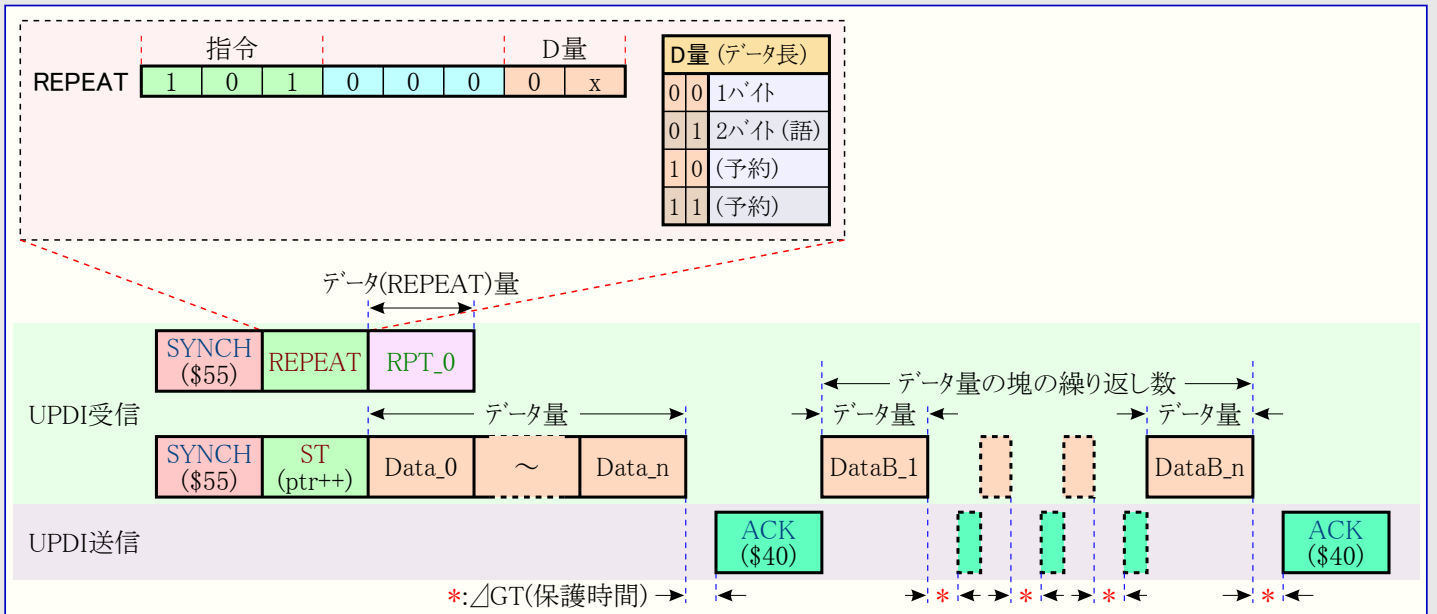 指令 D量
REPEAT 1 0 1 0 0 0 0 x
D量 (データ長)
0 0 1バイト
0 1 2バイト (語)
1 0 (予約)
1 1 (予約)
データ(REPEAT)量
SYNCH
($55)
REPEAT
RPT_0
UPDI受信
データ量の塊の繰り返し数
データ量 データ量 データ量
SYNCH
($55)
ST
(ptr++)
Data_0
～
Data_n
DataB_1
DataB_n
UPDI送信
ACK
($40)
ACK
($40)
*:⊿GT(保護時間) * * * *